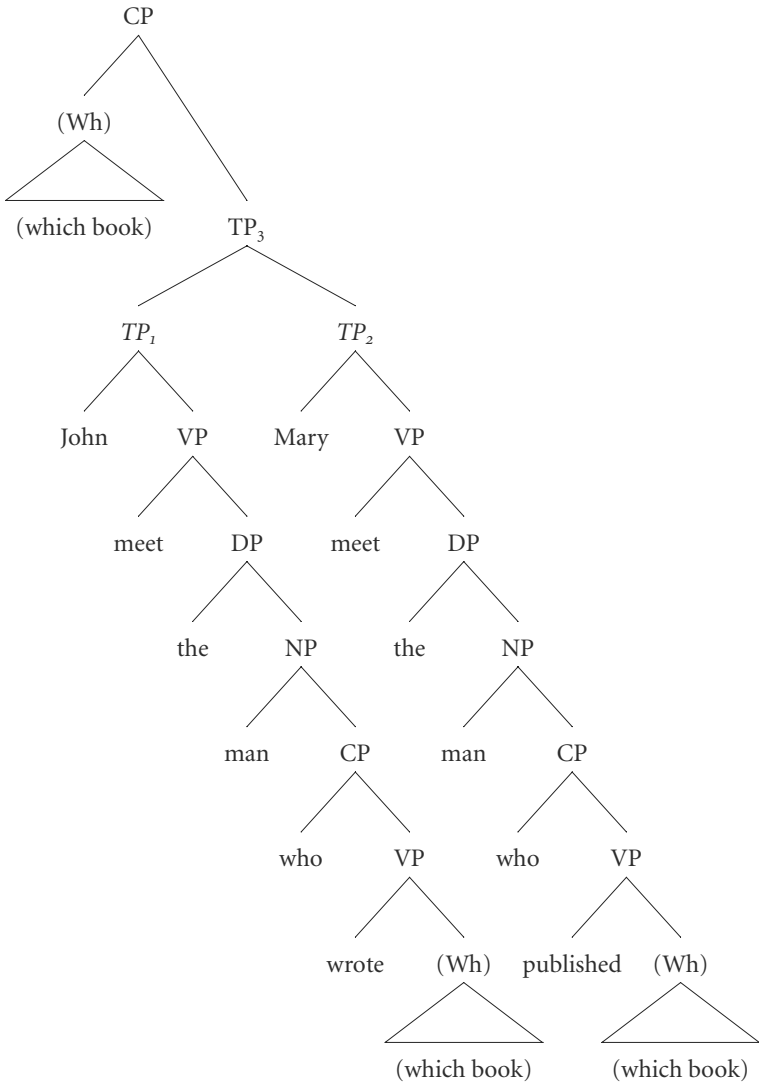 CP
(Wh)
(which book) TP₃
TP₁ TP₂
John VP Mary VP
meet DP meet DP
the NP the NP
man CP man CP
who VP who VP
wrote (Wh) published (Wh)
(which book) (which book)